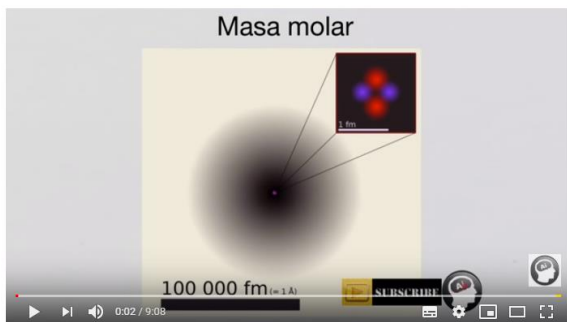 Masa molar
1 fm
100 000 fm (= 1 Å)
SUBSCRIBE
0:02 / 9:08